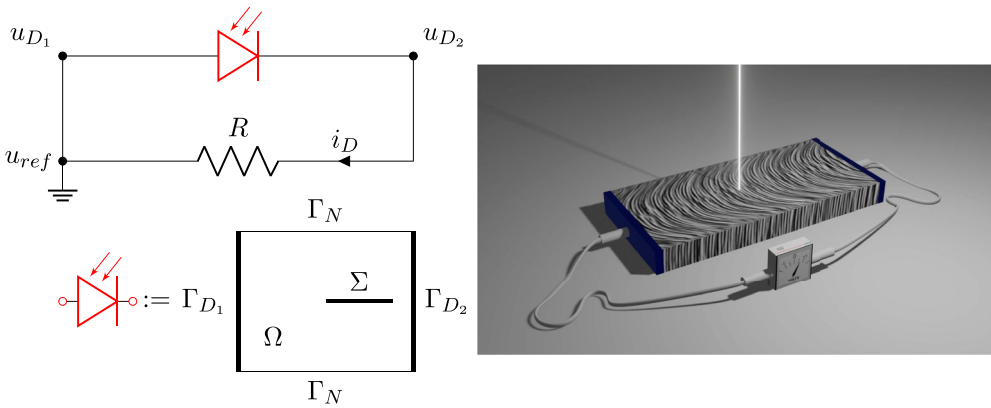 u_{D_1}
u_{D_2}
R
i_D
u_{ref}
Γ_N
:= Γ_{D_1}
Σ
Γ_{D_2}
Ω
Γ_N